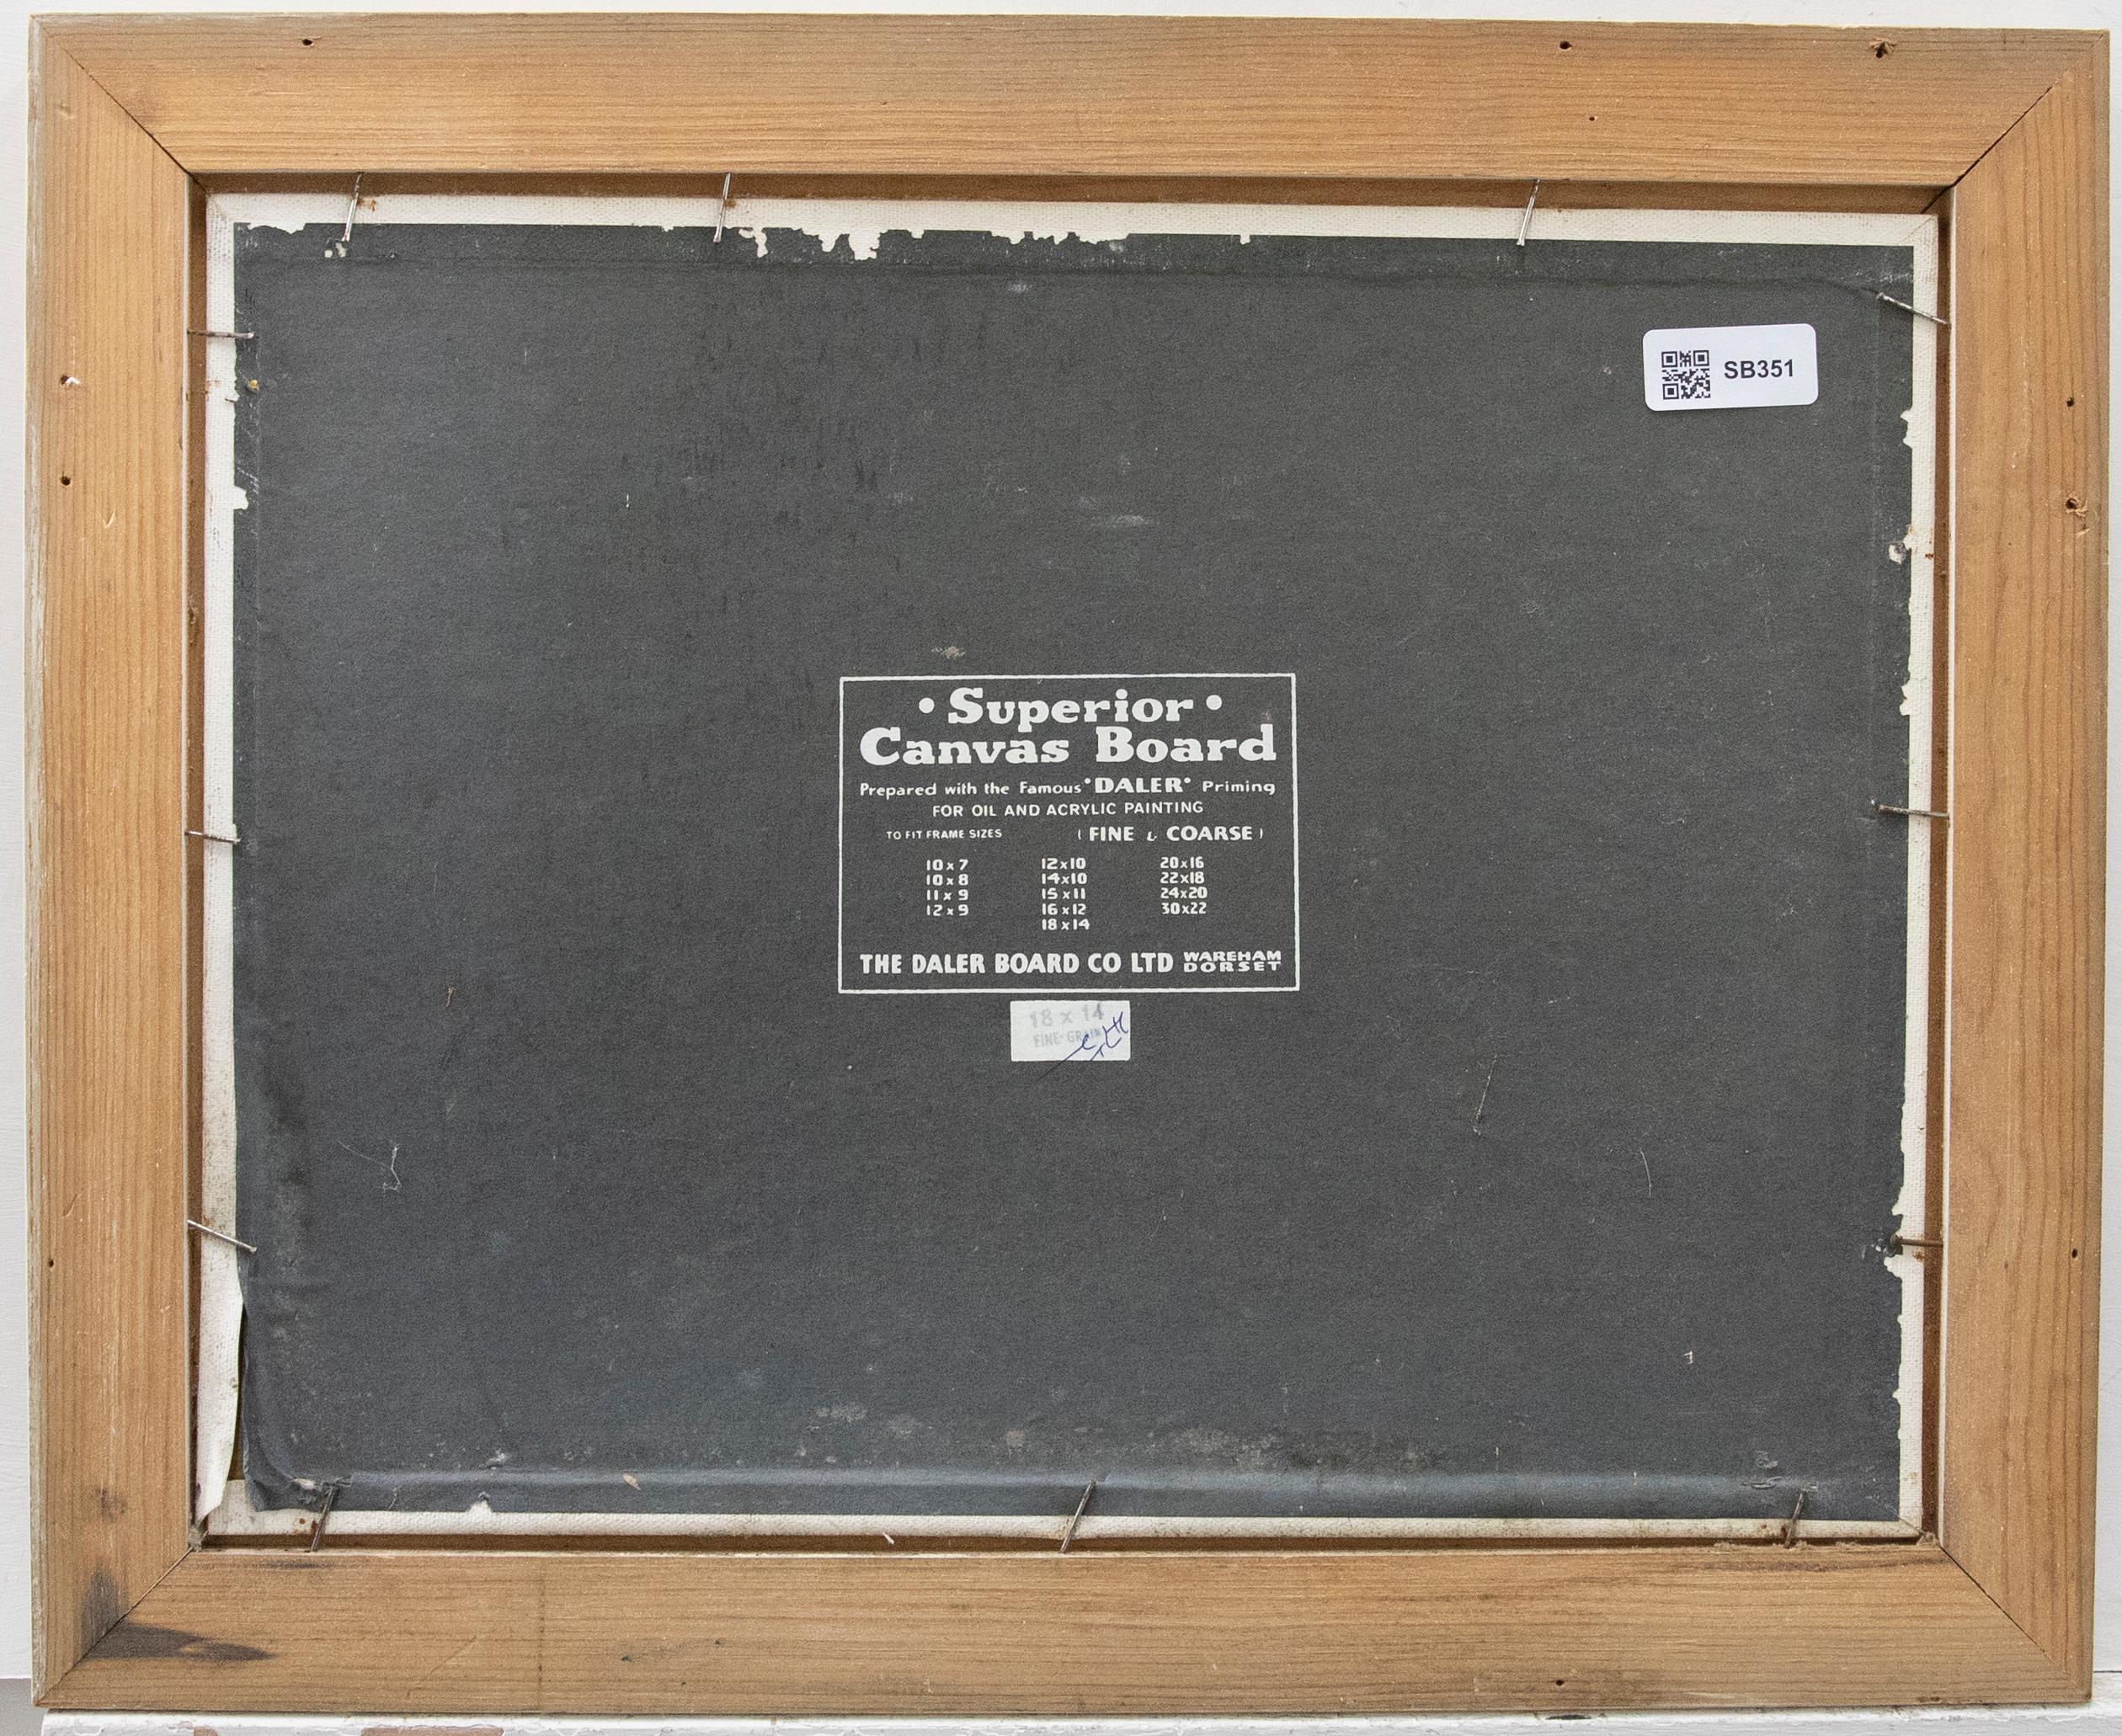 SB351
• Superior •
Canvas Board
Prepared with the Famous 'DALER' Priming
FOR OIL AND ACRYLIC PAINTING
TO FIT FRAME SIZES (FINE & COARSE)
10 x 7 12 x 10 20 x 16
10 x 8 14 x 10 22 x 18
11 x 9 15 x 11 24 x 20
12 x 9 16 x 12 30 x 22
18 x 14
THE DALER BOARD CO LTD WAREHAM DORSET
18 x 14
FINE GRAIN